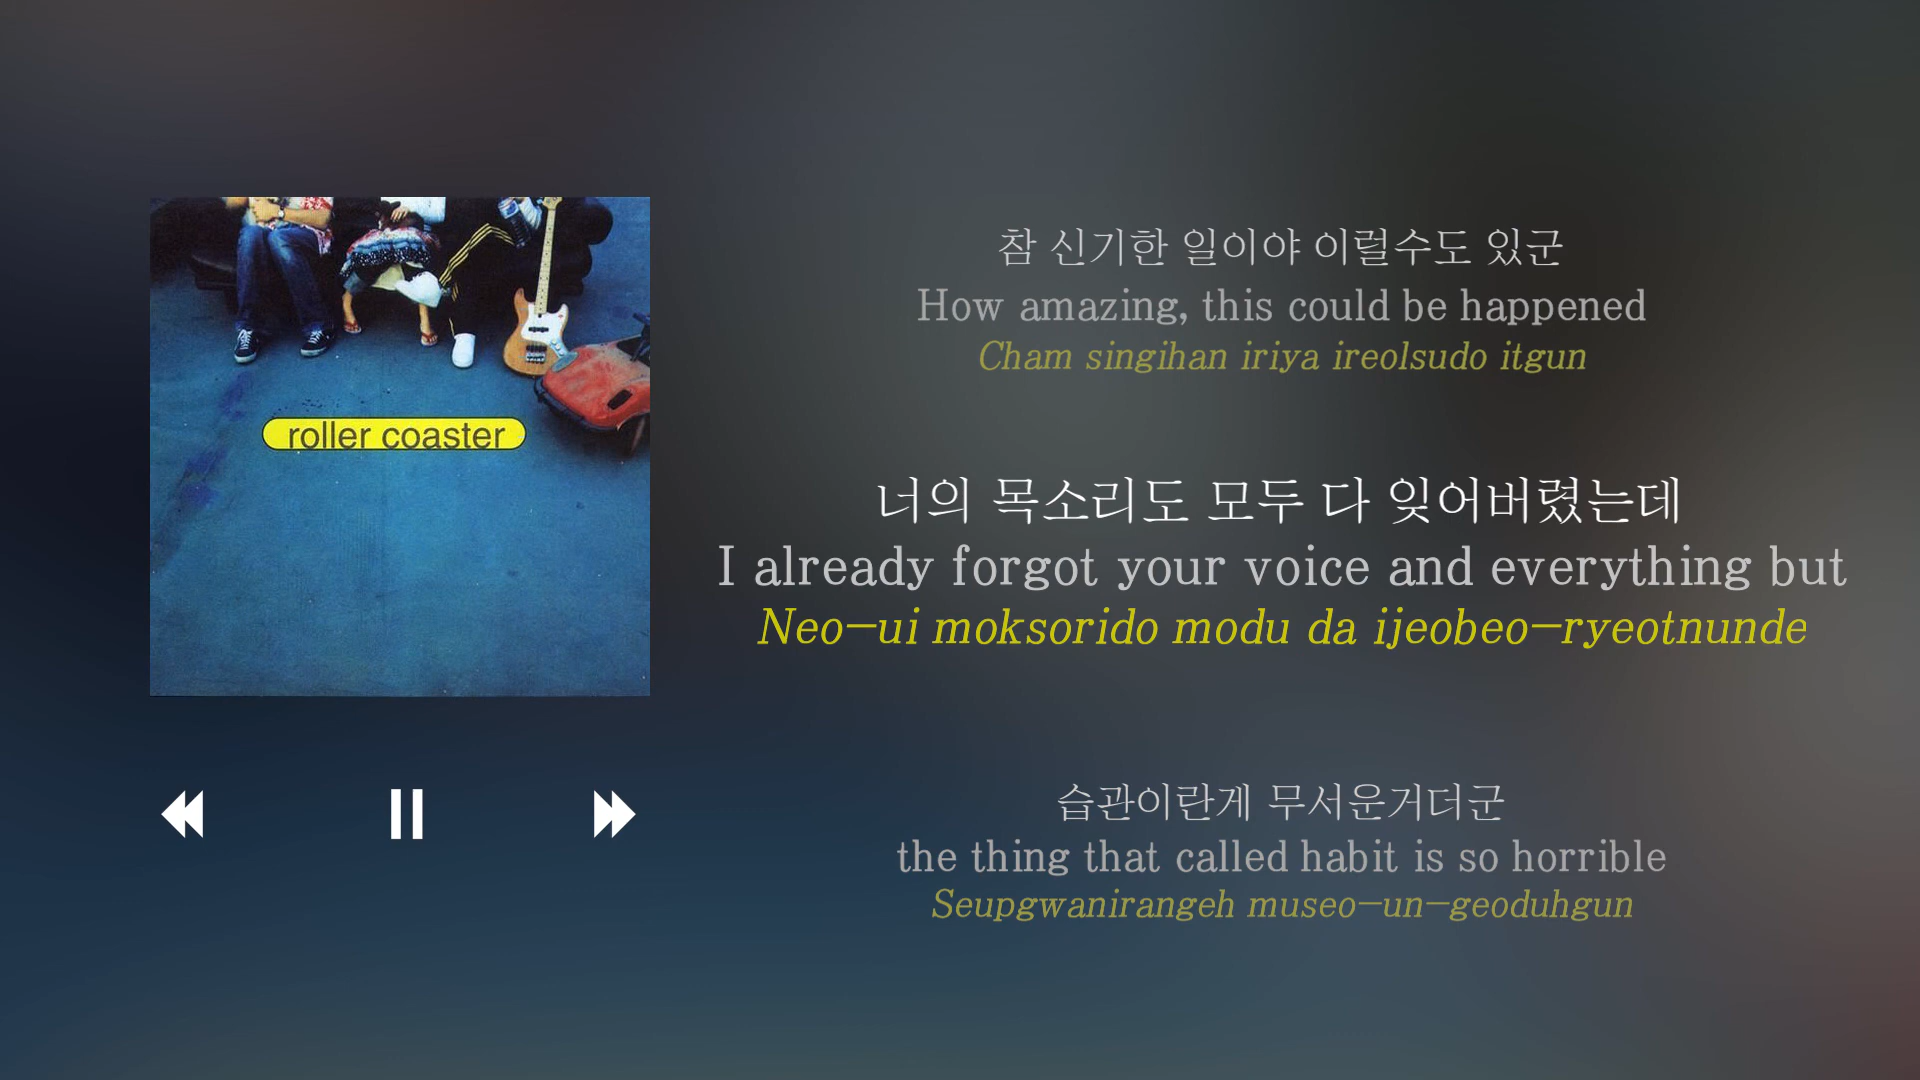 roller coaster
참 신기한 일이야 이럴수도 있군
How amazing, this could be happened
Cham singihan iriya ireolsudo itgun
너의 목소리도 모두 다 잊어버렸는데
I already forgot your voice and everything but
Neo-ui moksorido modu da ijeobeo-ryeotnunde
습관이란게 무서운거더군
the thing that called habit is so horrible
Seupgwanirangeh museo-un-geoduhgun